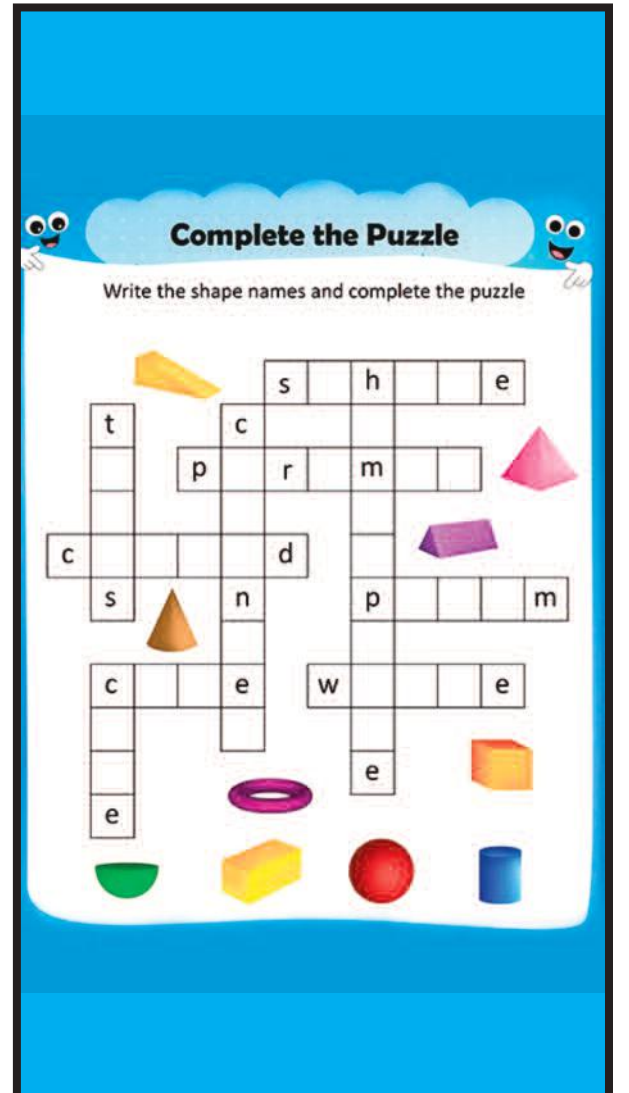 Complete the Puzzle
Write the shape names and complete the puzzle
s h e
t c
p r m
c d
s n p m
c e w e
e
e